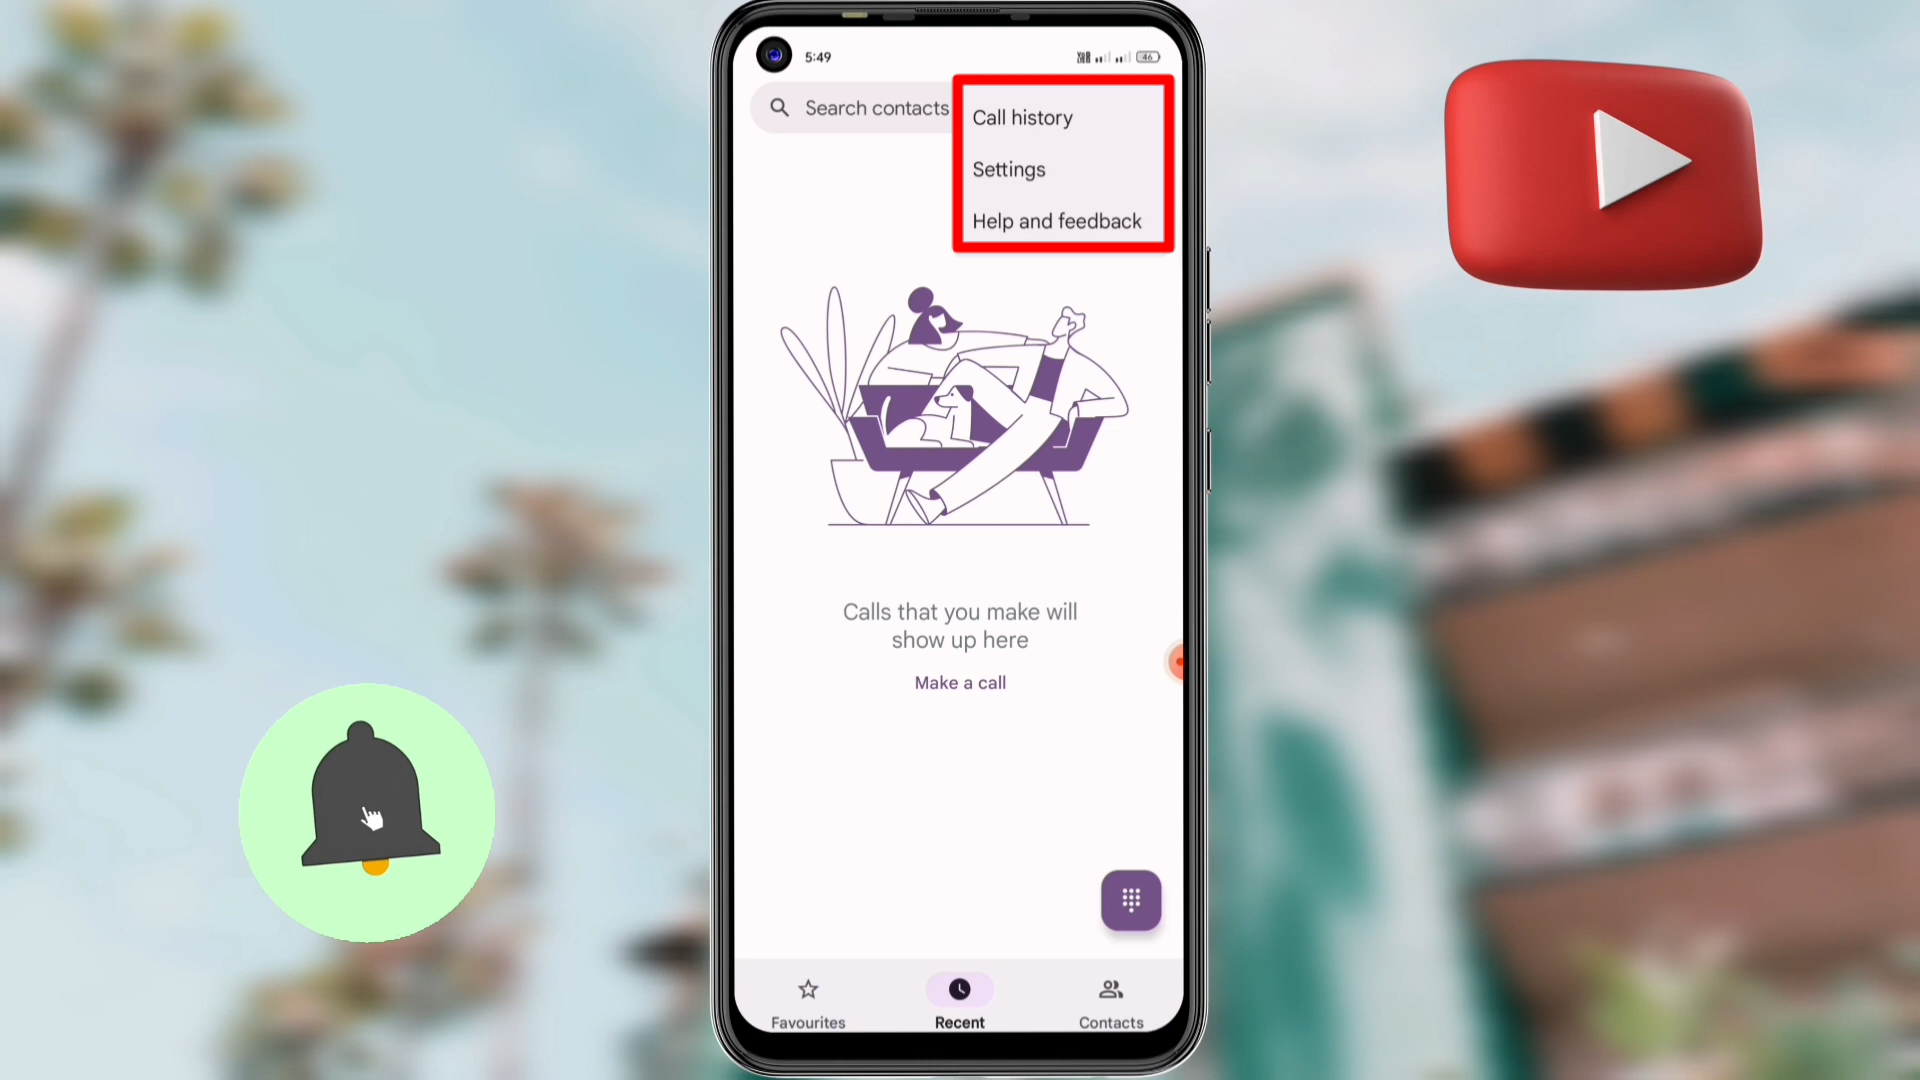 5:49
46
Search contacts
Call history
Settings
Help and feedback
Calls that you make will
show up here
Make a call
Favourites
Recent
Contacts